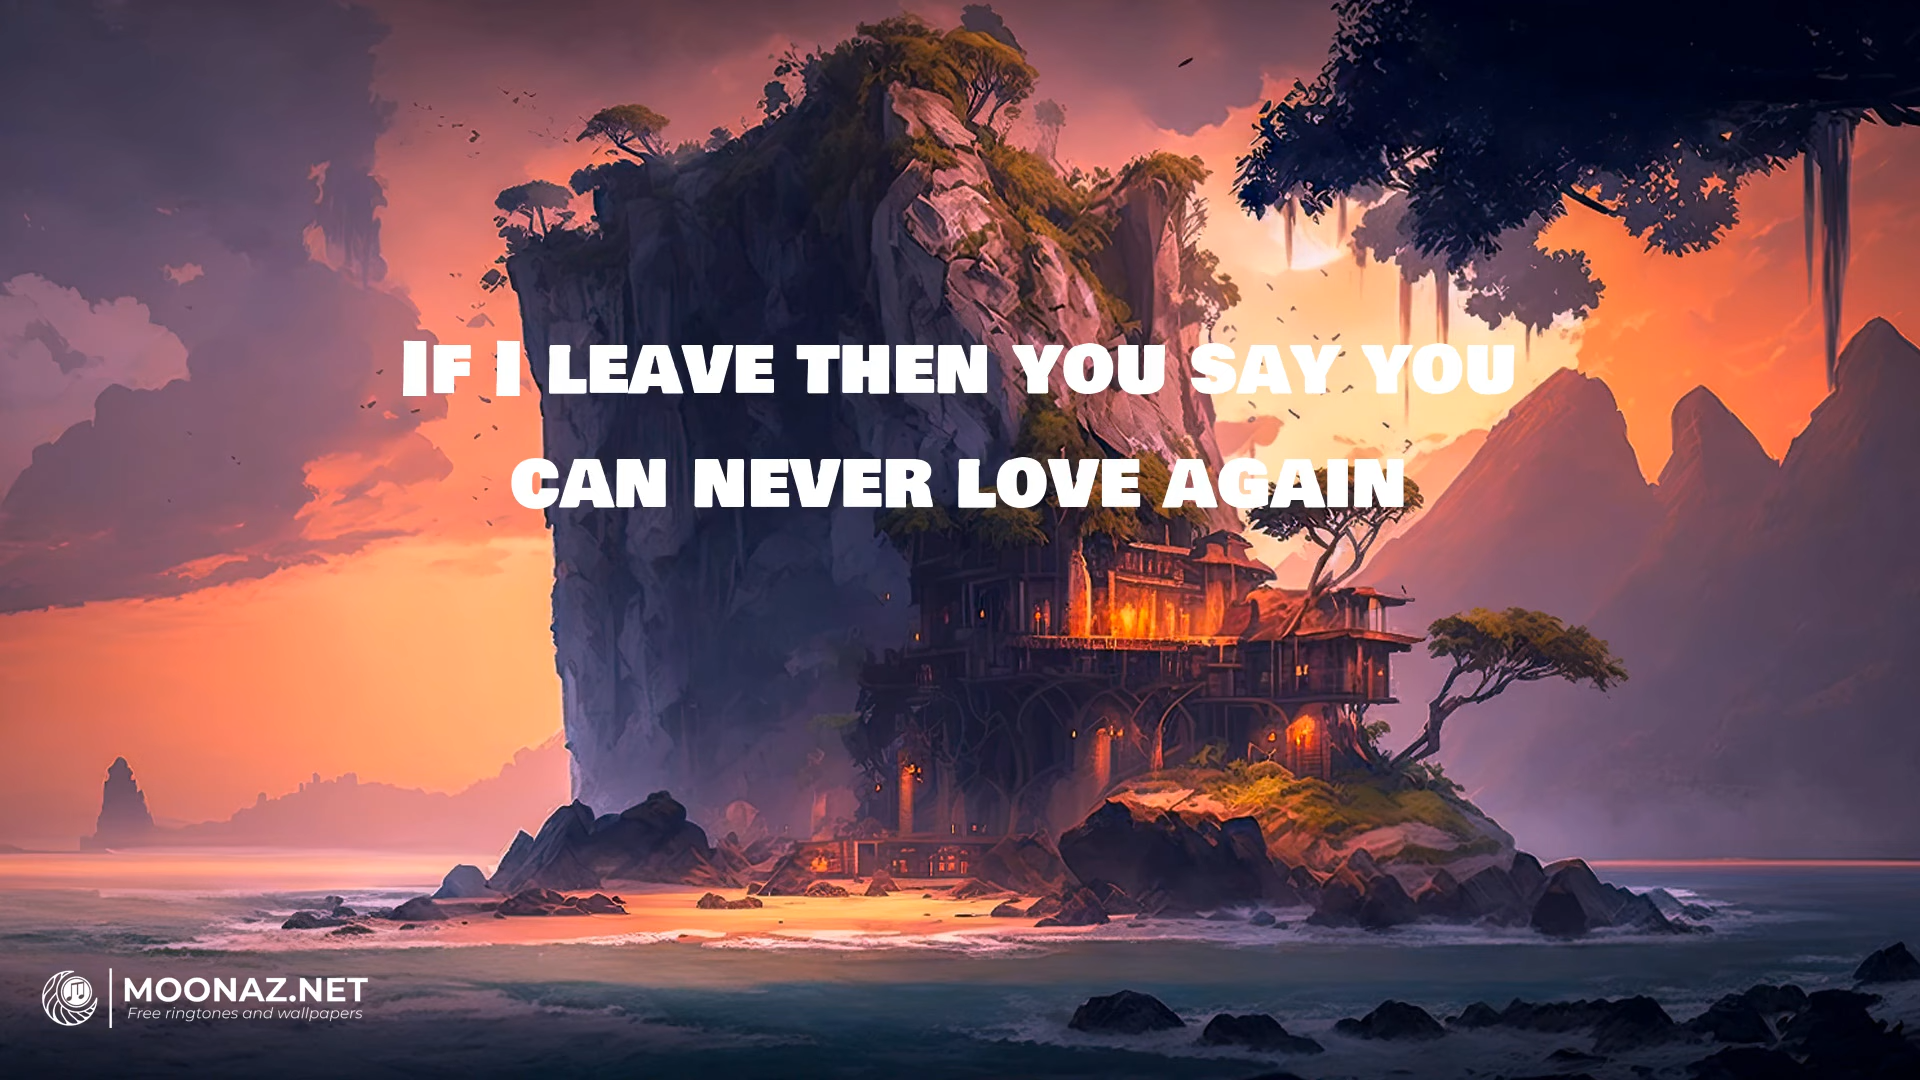 If I leave then you say you
can never love again
MOONAZ.NET
Free ringtones and wallpapers